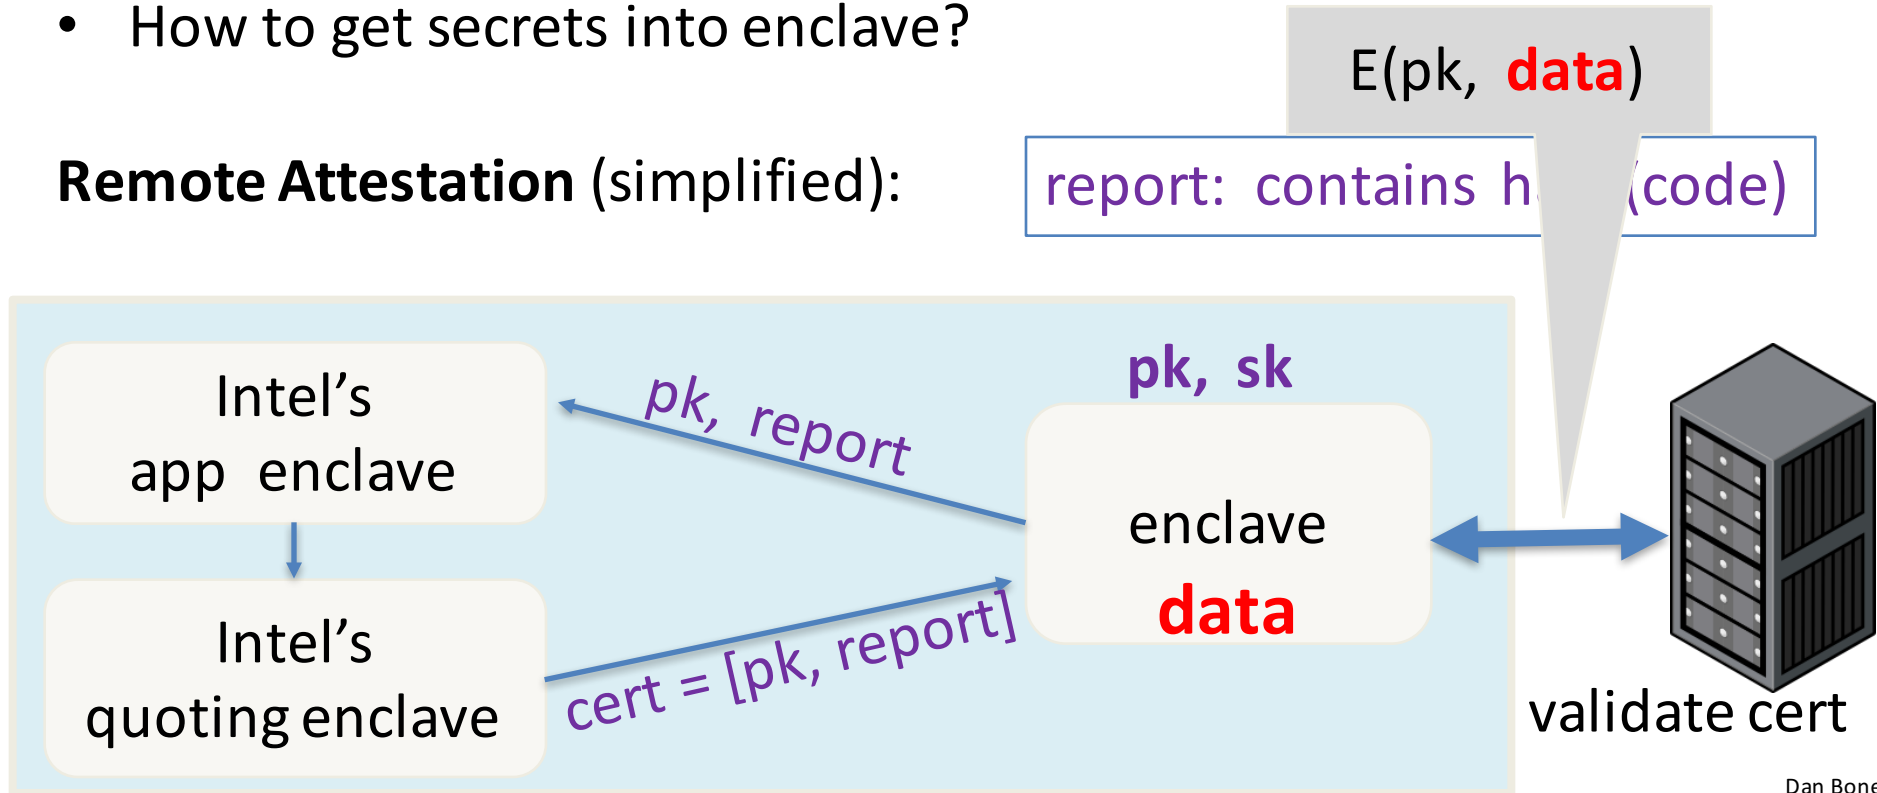 • How to get secrets into enclave?
E(pk, data)
Remote Attestation (simplified):
report: contains h (code)
Intel’s
app enclave
pk, report
pk, sk
enclave
data
Intel’s
quoting enclave
cert = [pk, report]
validate cert
Dan